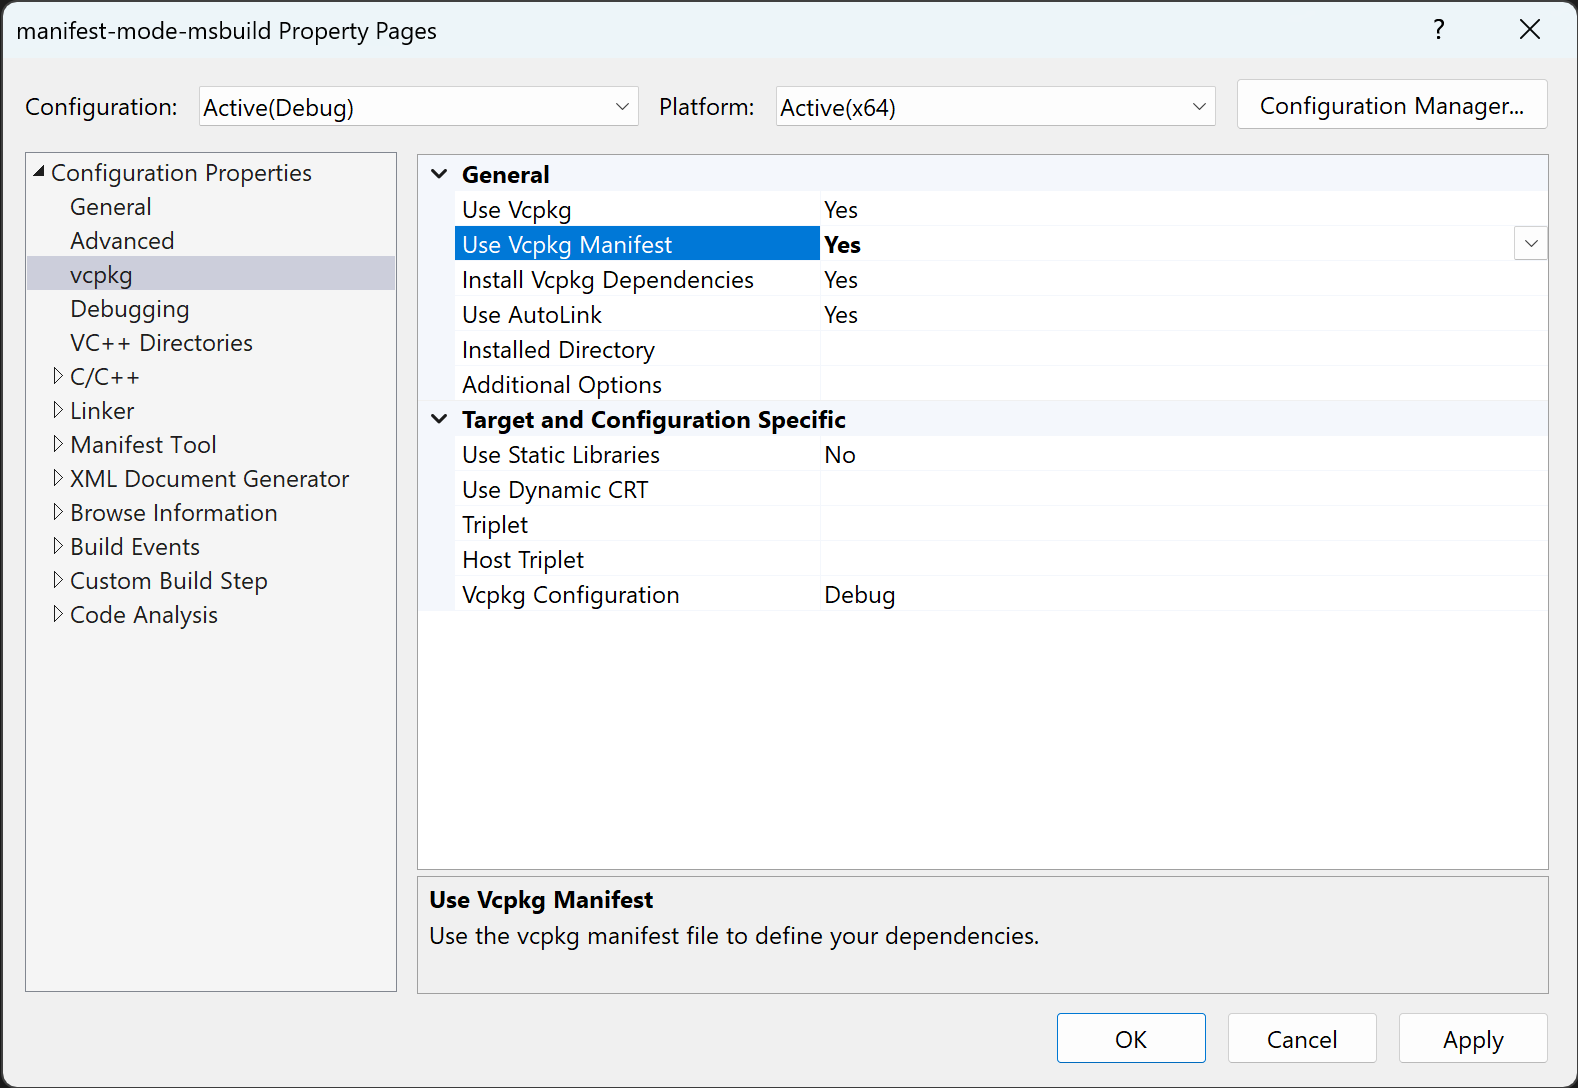 manifest-mode-msbuild Property Pages
?
Configuration: Active(Debug) Platform: Active(x64) Configuration Manager...
Configuration Properties
General
Advanced
vcpkg
Debugging
VC++ Directories
C/C++
Linker
Manifest Tool
XML Document Generator
Browse Information
Build Events
Custom Build Step
Code Analysis
General
Use Vcpkg Yes
Use Vcpkg Manifest Yes
Install Vcpkg Dependencies Yes
Use AutoLink Yes
Installed Directory
Additional Options
Target and Configuration Specific
Use Static Libraries No
Use Dynamic CRT
Triplet
Host Triplet
Vcpkg Configuration Debug
Use Vcpkg Manifest
Use the vcpkg manifest file to define your dependencies.
OK Cancel Apply